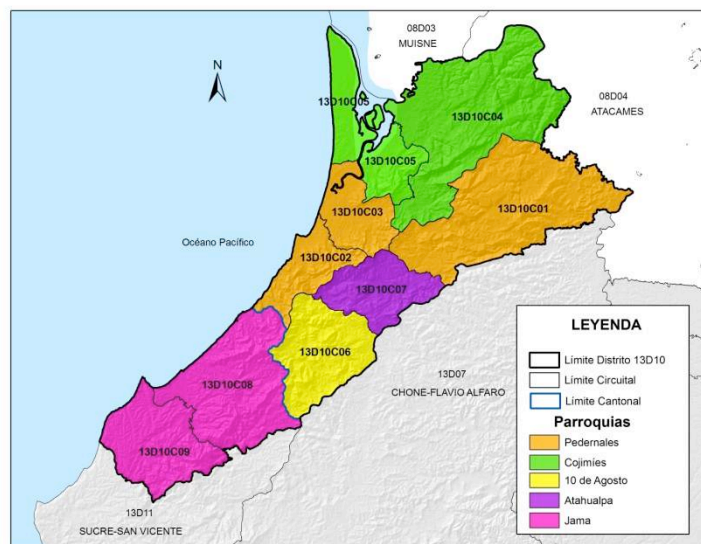 08D03
MUISNE
N
08D04
ATACAMES
13D10C05
13D10C04
13D10C05
13D10C01
13D10C03
Océano Pacífico
13D10C02
13D10C07
13D10C06
13D10C08
13D10C09
13D07
CHONE-FLAVIO ALFARO
13D11
SUCRE-SAN VICENTE
LEYENDA
Límite Distrito 13D10
Límite Circuital
Límite Cantonal
Parroquias
Pedernales
Cojimíes
10 de Agosto
Atahualpa
Jama